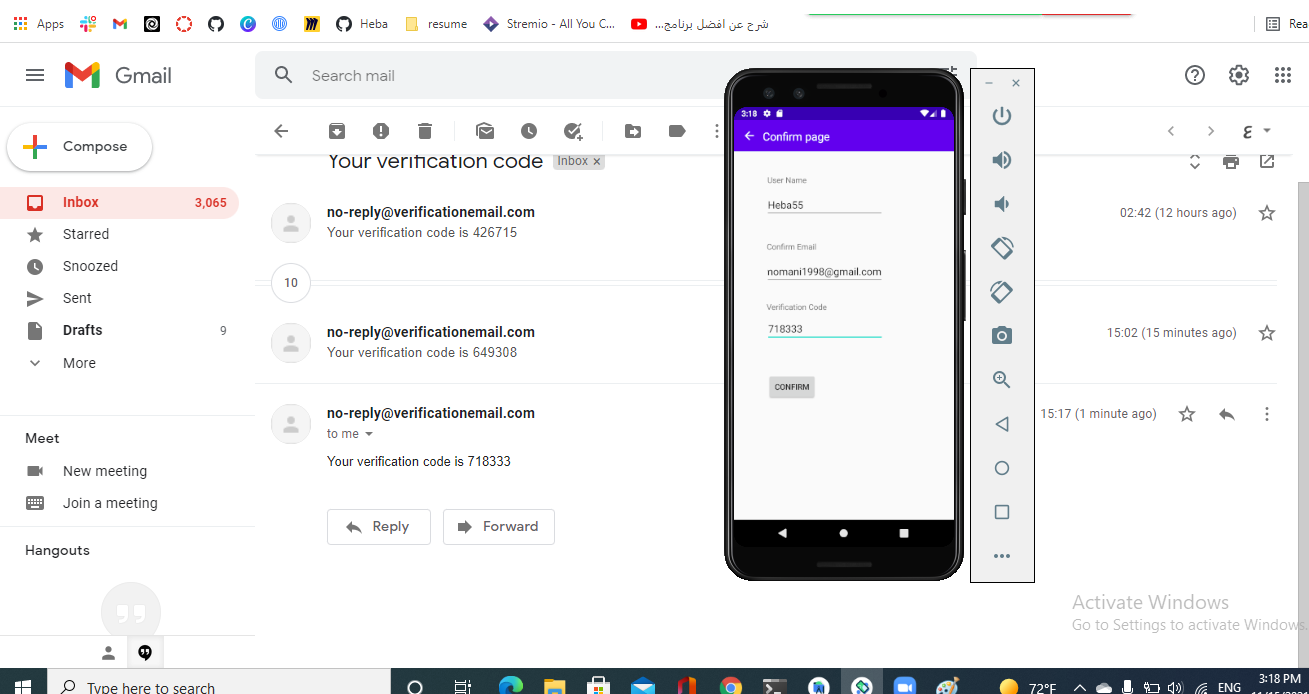 Apps
Heba
resume
Stremio - All You C...
شرح عن افضل برنامج...
Rea
Gmail
Search mail
Compose
Inbox 3,065
Starred
Snoozed
Sent
Drafts 9
More
Meet
New meeting
Join a meeting
Hangouts
Your verification code Inbox ×
no-reply@verificationemail.com 02:42 (12 hours ago)
Your verification code is 426715
10
no-reply@verificationemail.com 15:02 (15 minutes ago)
Your verification code is 649308
no-reply@verificationemail.com 15:17 (1 minute ago)
to me
Your verification code is 718333
Reply Forward
3:18
Confirm page
User Name
Heba55
Confirm Email
nomani1998@gmail.com
Verification Code
718333
CONFIRM
Activate Windows
Go to Settings to activate Windows.
Type here to search
72°F
ENG
3:18 PM